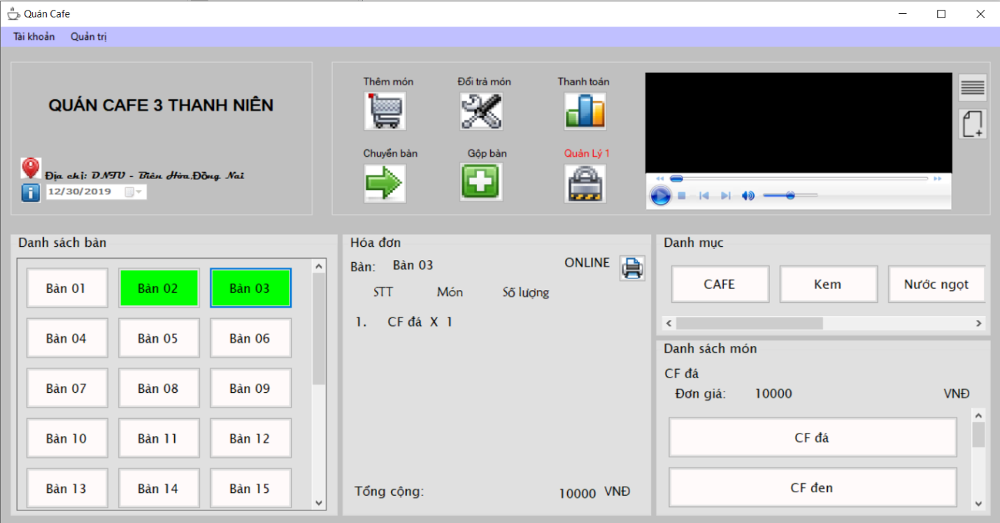 Quán Cafe
Tài khoản Quản trị
QUÁN CAFE 3 THANH NIÊN
Địa chỉ: DNTU - Biên Hòa,Đồng Nai
12/30/2019
Thêm món Đổi trả món Thanh toán
Chuyển bàn Gộp bàn Quản Lý 1
Danh sách bàn
Bàn 01 Bàn 02 Bàn 03
Bàn 04 Bàn 05 Bàn 06
Bàn 07 Bàn 08 Bàn 09
Bàn 10 Bàn 11 Bàn 12
Bàn 13 Bàn 14 Bàn 15
Hóa đơn
Bàn: Bàn 03 ONLINE
STT Món Số lượng
1. CF đá X 1
Tổng cộng: 10000 VNĐ
Danh mục
CAFE Kem Nước ngọt
Danh sách món
CF đá
Đơn giá: 10000 VNĐ
CF đá
CF đen